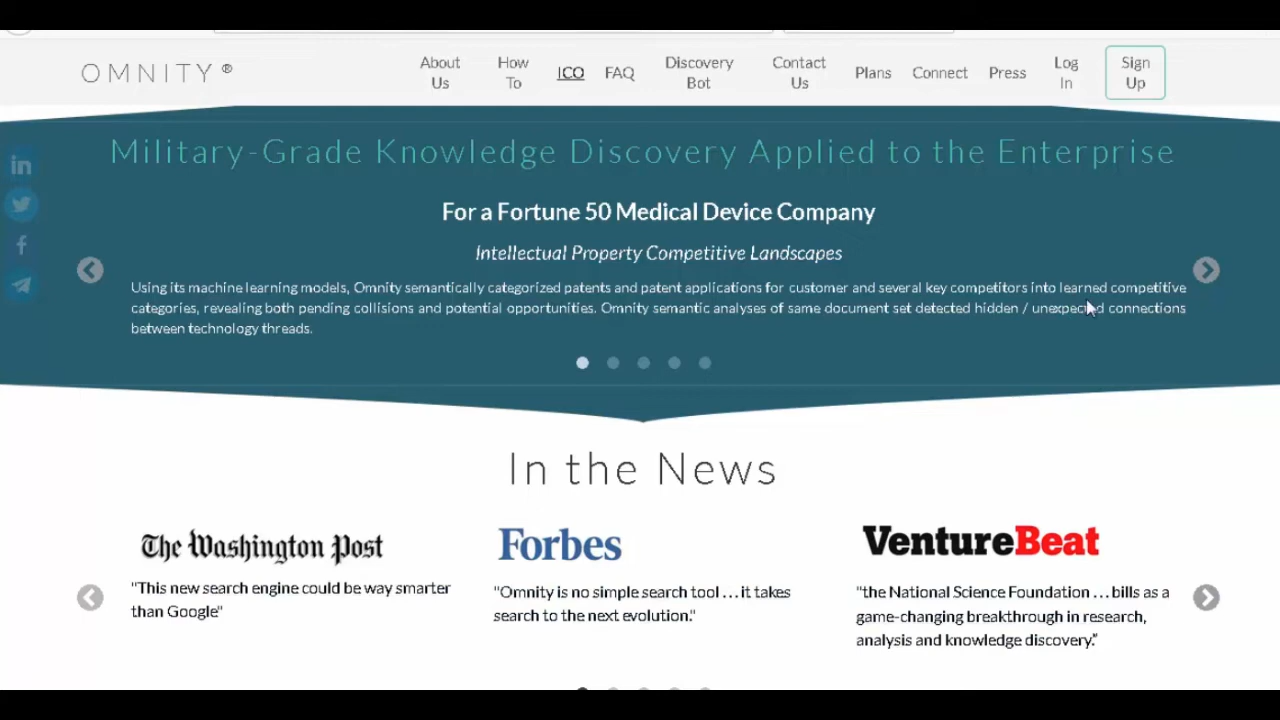 OMNITY ®
About Us
How To
ICO
FAQ
Discovery Bot
Contact Us
Plans
Connect
Press
Log In
Sign Up
Military-Grade Knowledge Discovery Applied to the Enterprise
For a Fortune 50 Medical Device Company
Intellectual Property Competitive Landscapes
Using its machine learning models, Omnity semantically categorized patents and patent applications for customer and several key competitors into learned competitive
categories, revealing both pending collisions and potential opportunities. Omnity semantic analyses of same document set detected hidden / unexpected connections
between technology threads.
In the News
The Washington Post
"This new search engine could be way smarter
than Google"
Forbes
"Omnity is no simple search tool . . . it takes
search to the next evolution."
VentureBeat
"the National Science Foundation . . . bills as a
game-changing breakthrough in research,
analysis and knowledge discovery."